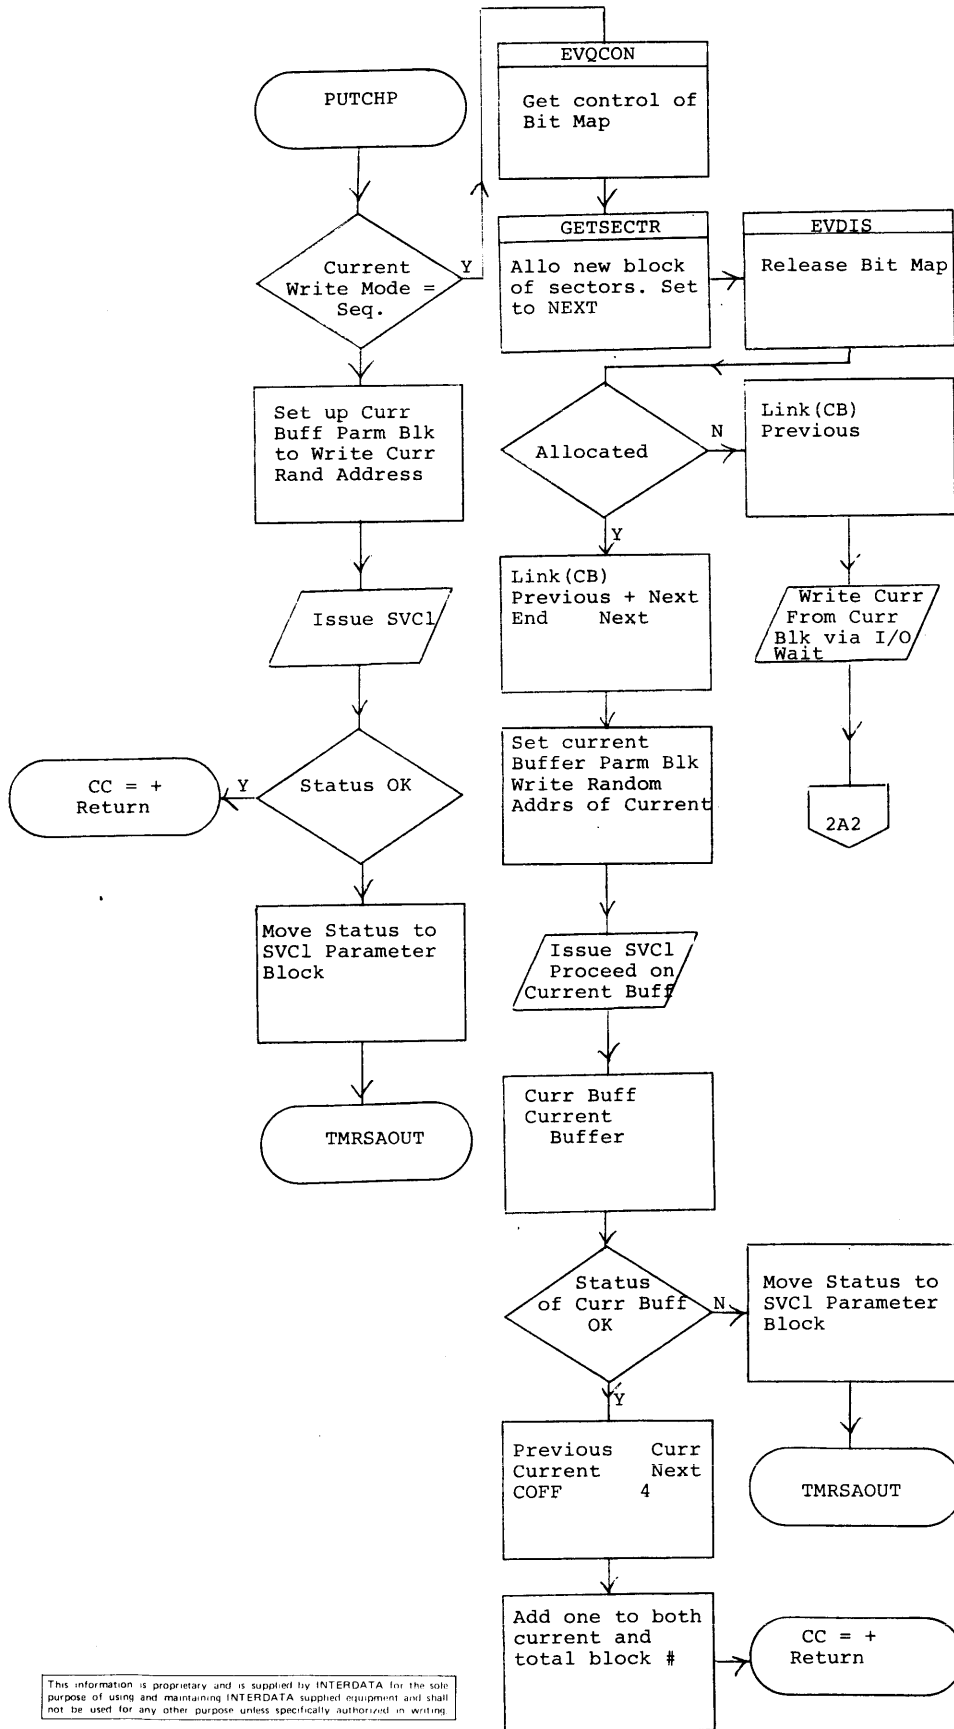 PUTCHP
Current
Write Mode =
Seq.
Y
Set up Curr
Buff Parm Blk
to Write Curr
Rand Address
Issue SVC1
Status OK
Y
CC = +
Return
Move Status to
SVC1 Parameter
Block
TMRSAOUT
EVQCON
Get control of
Bit Map
GETSECTR
Allo new block
of sectors. Set
to NEXT
EVDIS
Release Bit Map
Allocated
N
Link(CB)
Previous
Write Curr
From Curr
Blk via I/O
Wait
2A2
Y
Link(CB)
Previous + Next
End Next
Set current
Buffer Parm Blk
Write Random
Addrs of Current
Issue SVC1
Proceed on
Current Buff
Curr Buff
Current
Buffer
Status
of Curr Buff
OK
N
Move Status to
SVC1 Parameter
Block
TMRSAOUT
Y
Previous Curr
Current Next
COFF 4
Add one to both
current and
total block #
CC = +
Return
This information is proprietary and is supplied by INTERDATA for the sole
purpose of using and maintaining INTERDATA supplied equipment and shall
not be used for any other purpose unless specifically authorized in writing.